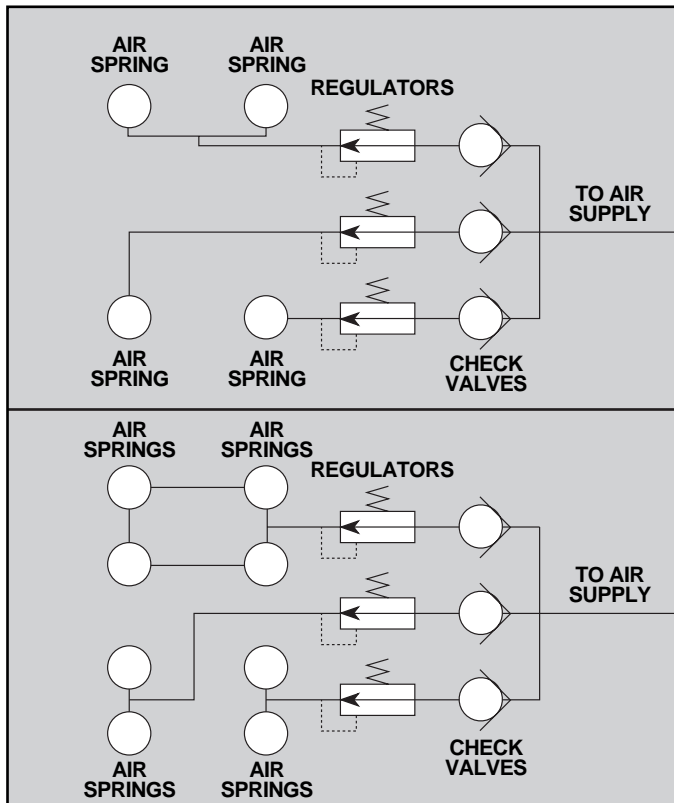 AIR
SPRING
AIR
SPRING
REGULATORS
TO AIR
SUPPLY
AIR
SPRING
AIR
SPRING
CHECK
VALVES
AIR
SPRINGS
AIR
SPRINGS
REGULATORS
TO AIR
SUPPLY
AIR
SPRINGS
AIR
SPRINGS
CHECK
VALVES